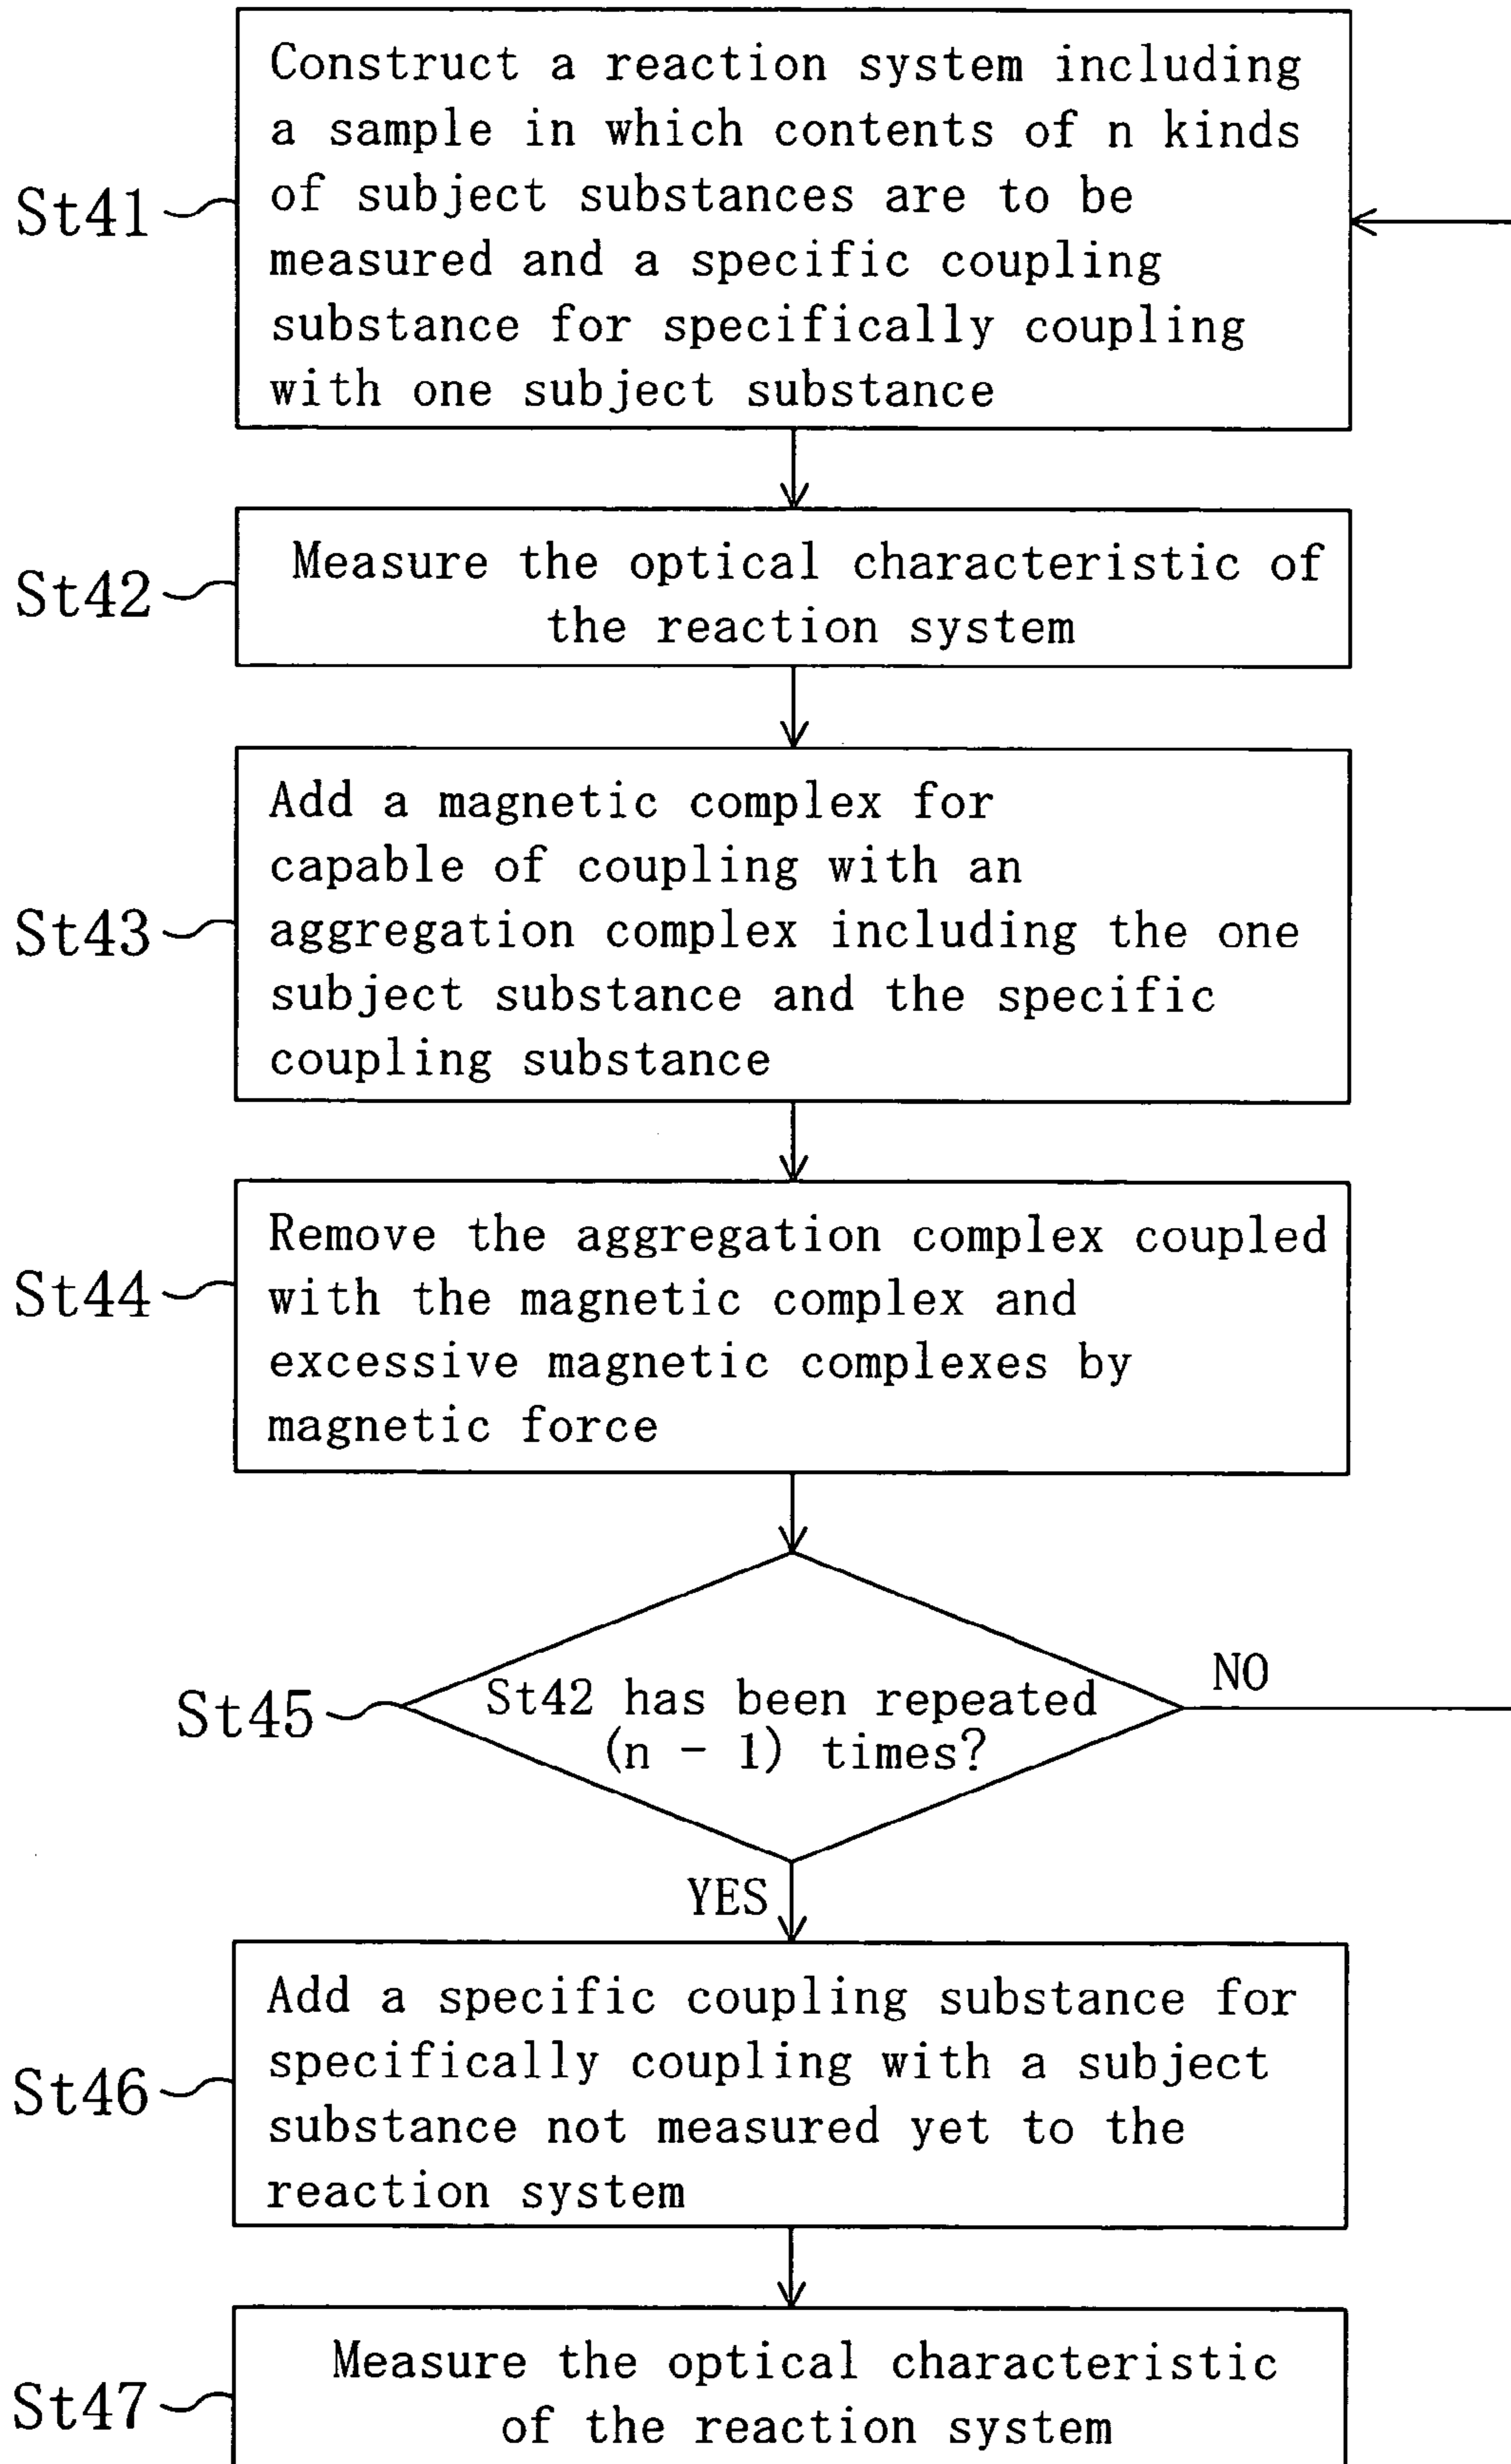 Construct a reaction system including
a sample in which contents of n kinds
of subject substances are to be
measured and a specific coupling
substance for specifically coupling
with one subject substance
St41
Measure the optical characteristic of
the reaction system
St42
Add a magnetic complex for
capable of coupling with an
aggregation complex including the one
subject substance and the specific
coupling substance
St43
Remove the aggregation complex coupled
with the magnetic complex and
excessive magnetic complexes by
magnetic force
St44
St42 has been repeated
(n - 1) times?
St45
NO
YES
Add a specific coupling substance for
specifically coupling with a subject
substance not measured yet to the
reaction system
St46
Measure the optical characteristic
of the reaction system
St47